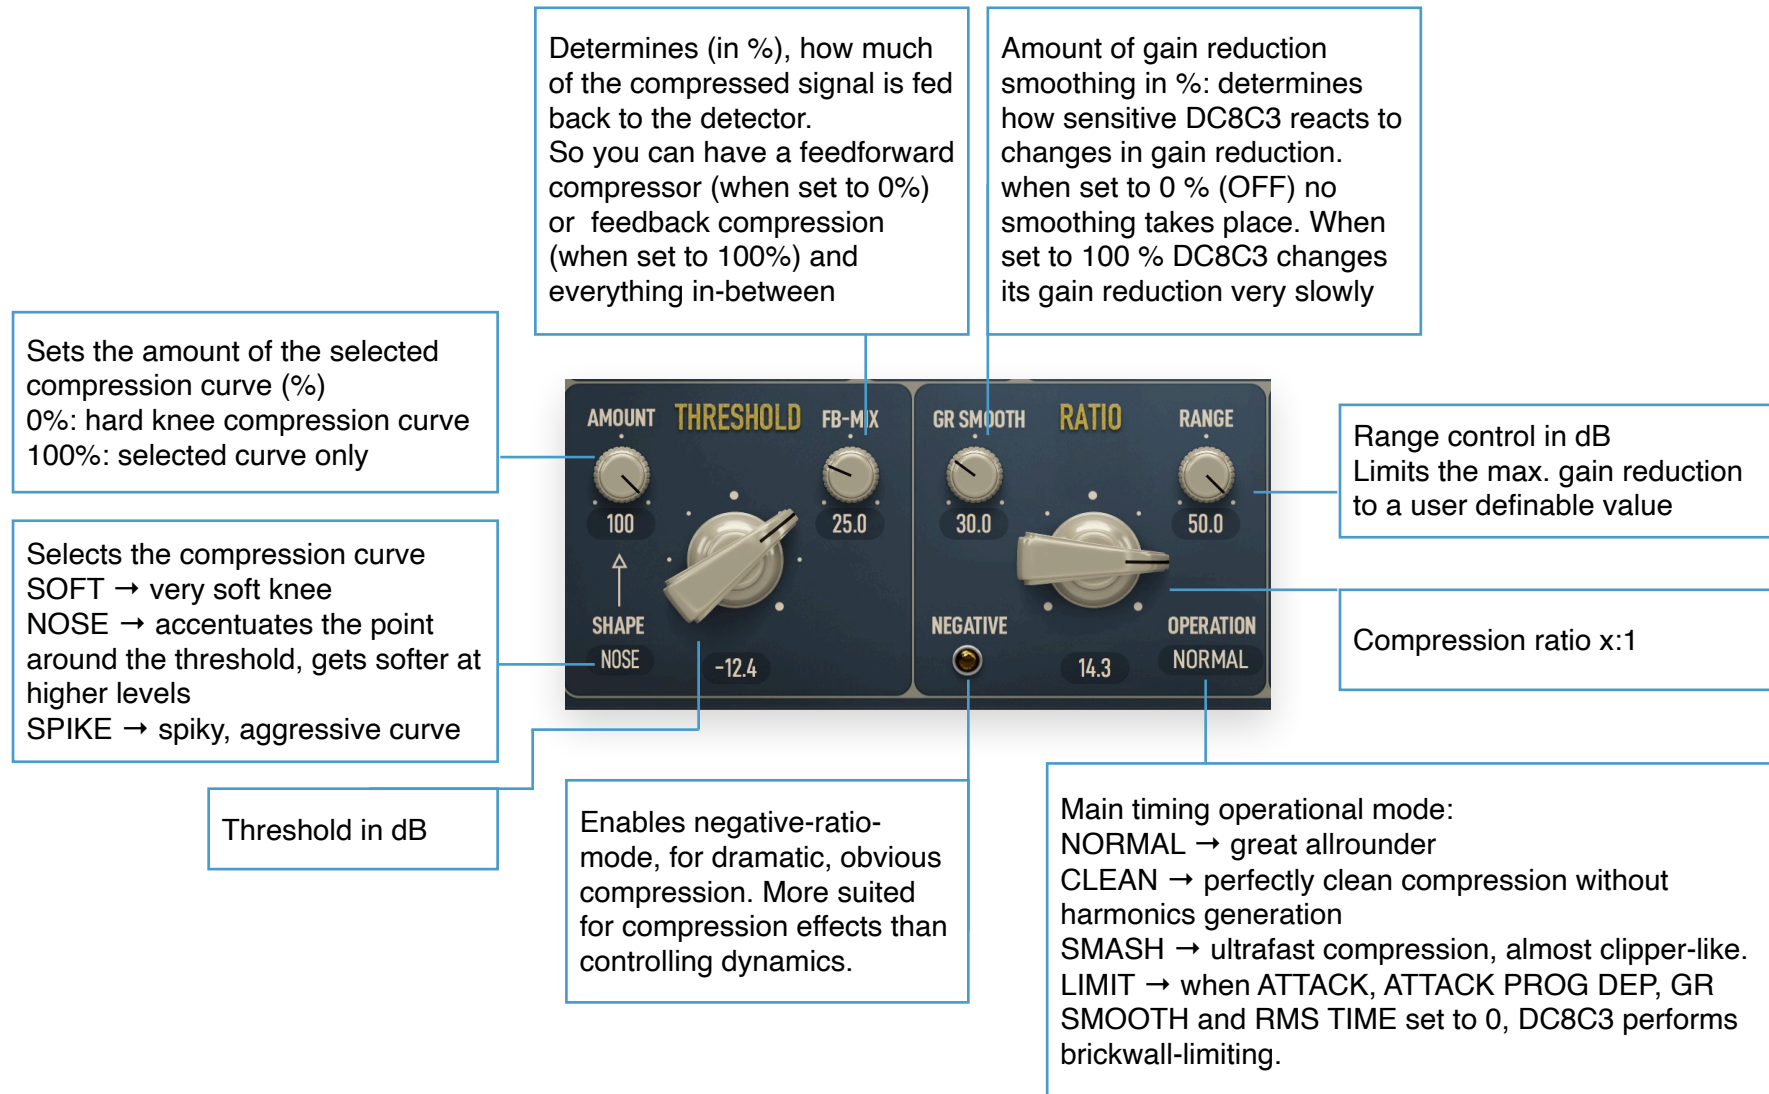 Determines (in %), how much
of the compressed signal is fed
back to the detector.
So you can have a feedforward
compressor (when set to 0%)
or  feedback compression
(when set to 100%) and
everything in-between
Amount of gain reduction
smoothing in %: determines
how sensitive DC8C3 reacts to
changes in gain reduction.
when set to 0 % (OFF) no
smoothing takes place. When
set to 100 % DC8C3 changes
its gain reduction very slowly
Sets the amount of the selected
compression curve (%)
0%: hard knee compression curve
100%: selected curve only
Selects the compression curve
SOFT → very soft knee
NOSE → accentuates the point
around the threshold, gets softer at
higher levels
SPIKE → spiky, aggressive curve
Threshold in dB
AMOUNT THRESHOLD FB-MIX
100 25.0
SHAPE
NOSE -12.4
GR SMOOTH RATIO RANGE
30.0 50.0
NEGATIVE OPERATION
14.3 NORMAL
Range control in dB
Limits the max. gain reduction
to a user definable value
Compression ratio x:1
Enables negative-ratio-
mode, for dramatic, obvious
compression. More suited
for compression effects than
controlling dynamics.
Main timing operational mode:
NORMAL → great allrounder
CLEAN → perfectly clean compression without
harmonics generation
SMASH → ultrafast compression, almost clipper-like.
LIMIT → when ATTACK, ATTACK PROG DEP, GR
SMOOTH and RMS TIME set to 0, DC8C3 performs
brickwall-limiting.